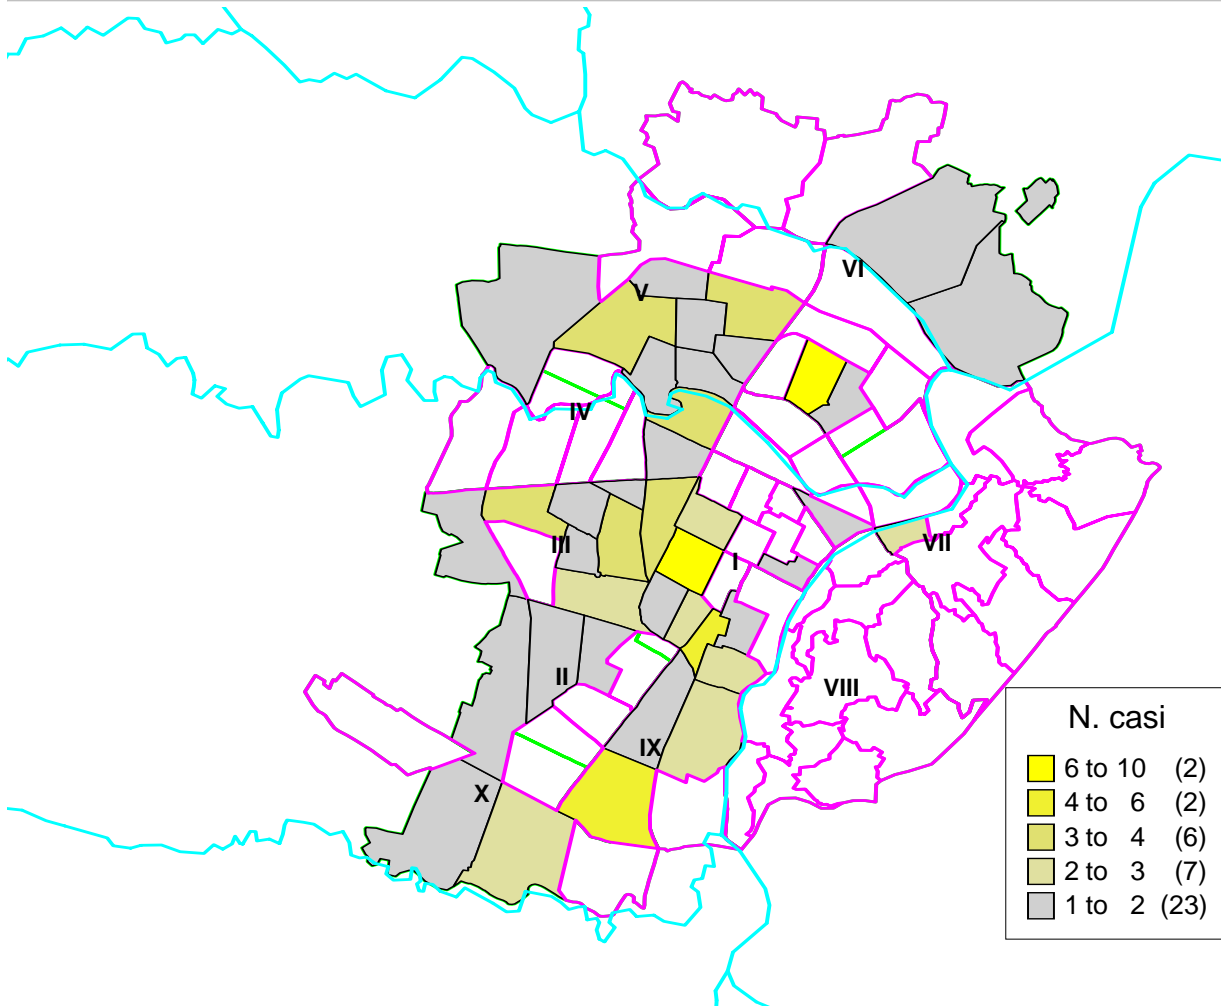 VI
V
IV
III
I
VII
II
VIII
IX
X
N. casi
6 to 10 (2)
4 to 6 (2)
3 to 4 (6)
2 to 3 (7)
1 to 2 (23)